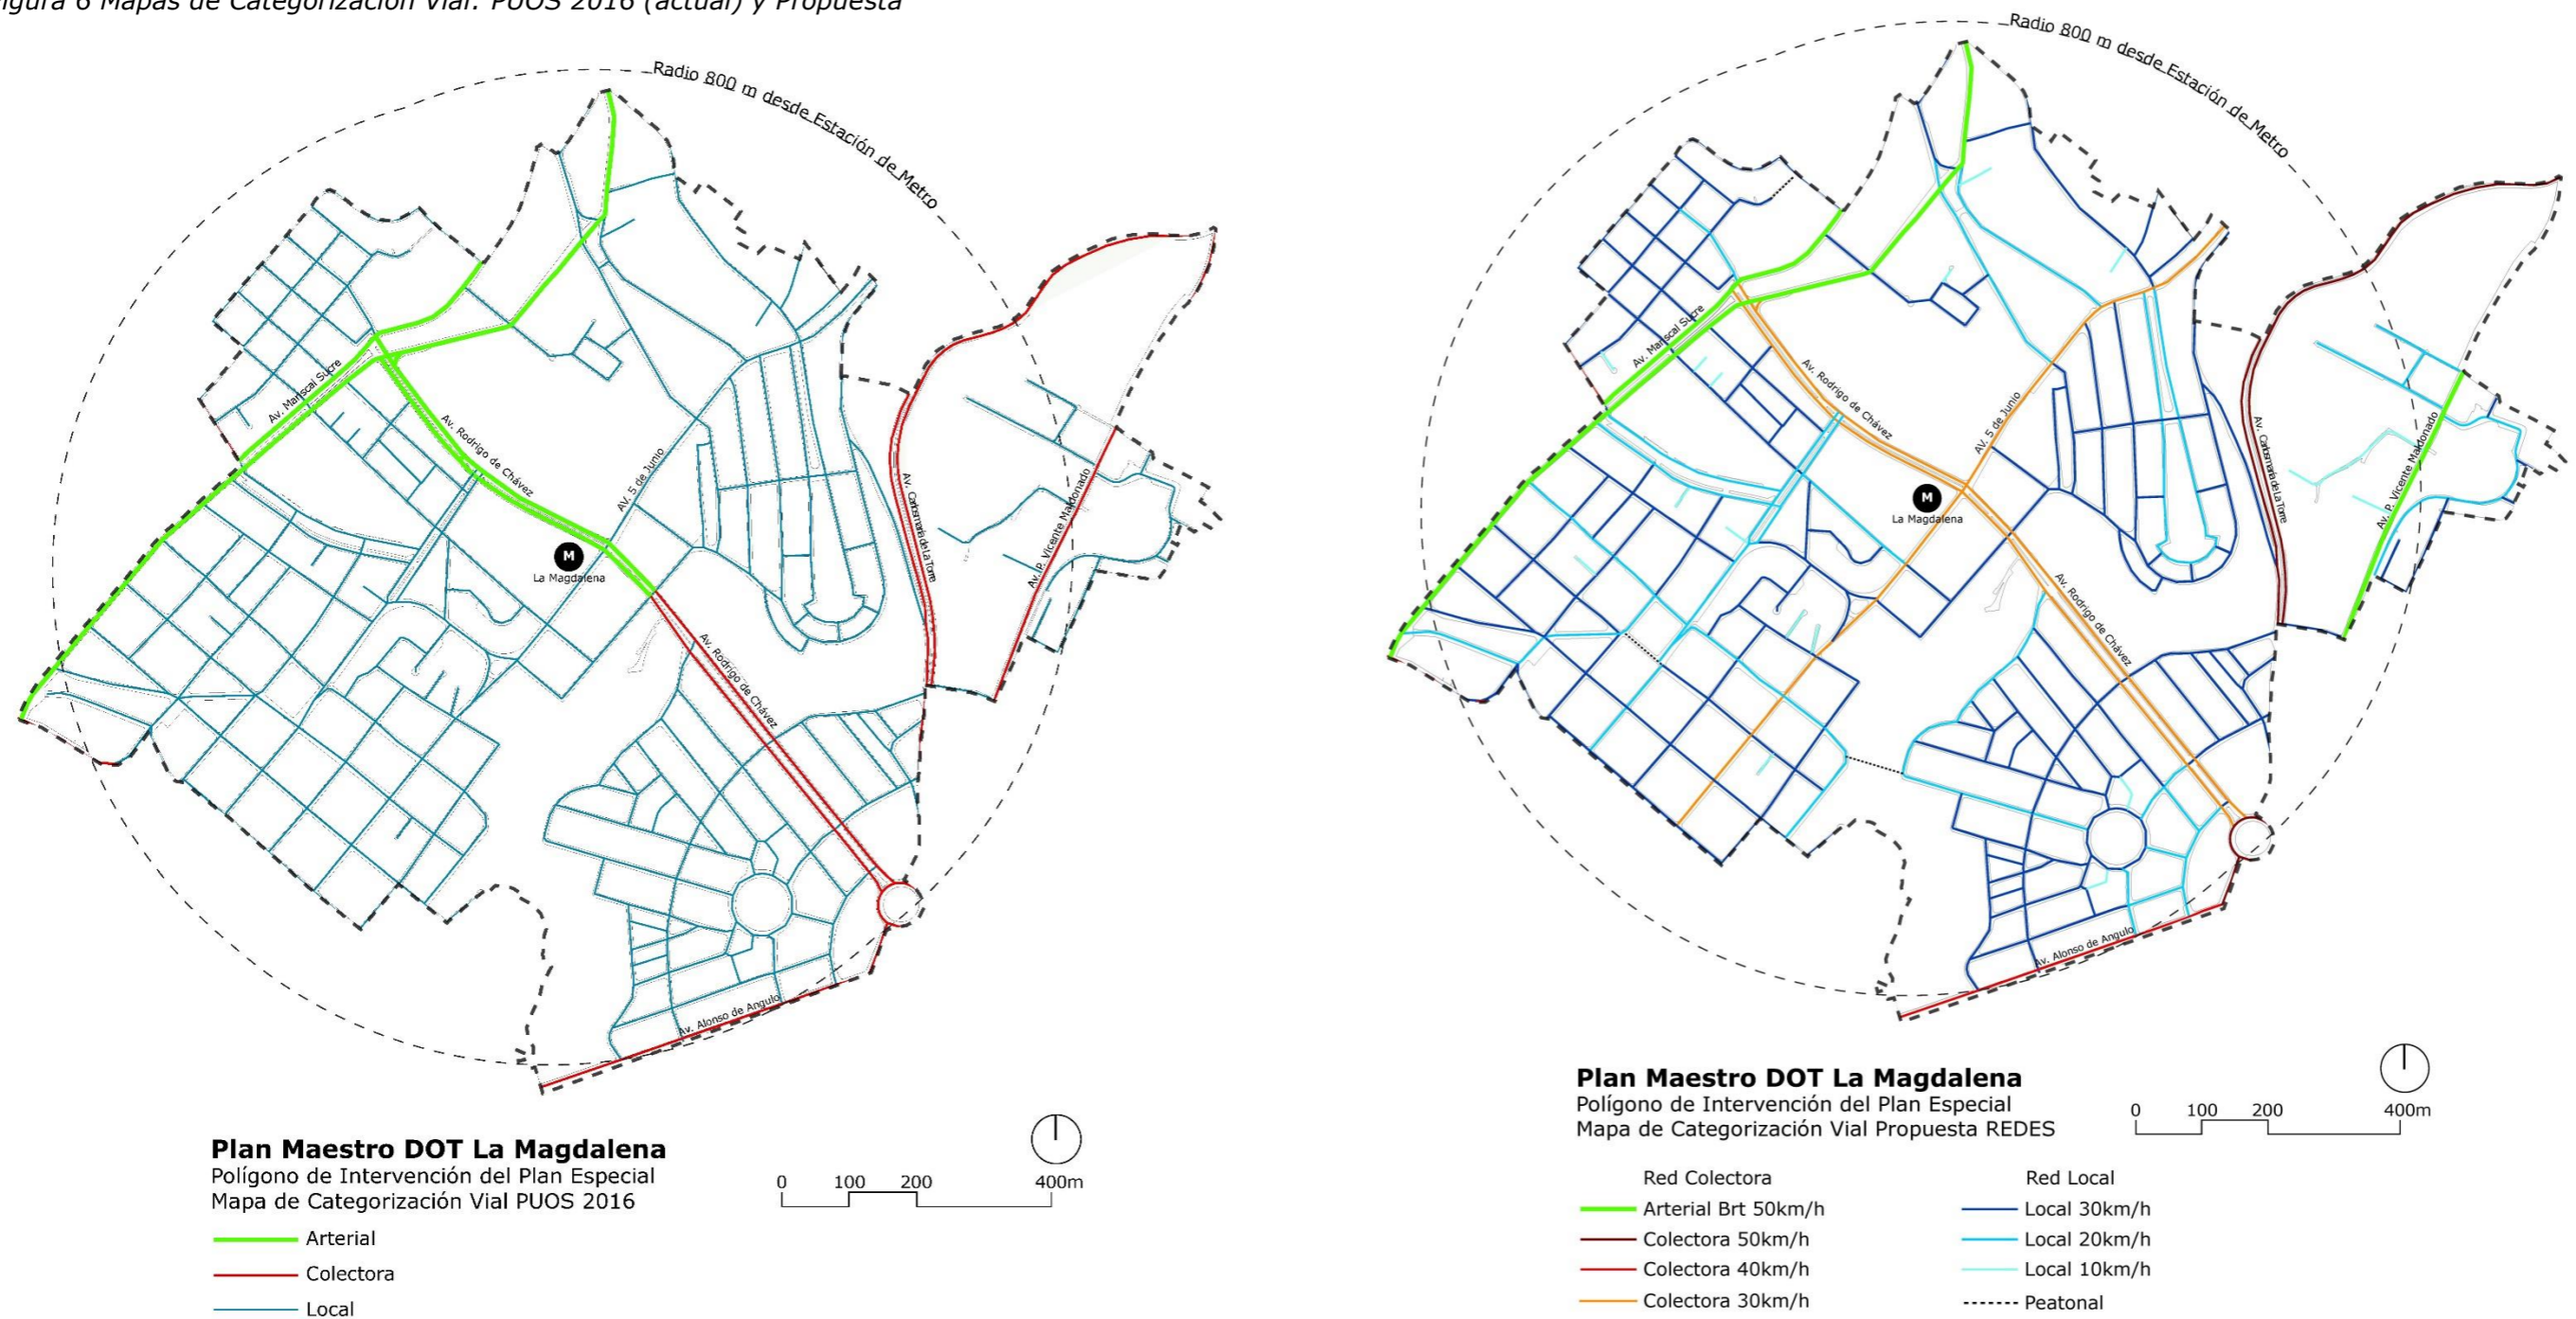 gura 6 Mapas de Categorización Vial: PUOS 2016 (actual) y Propuesta
Radio 800 m desde Estación de Metro
Av. Mariscal Sucre
Av. Rodrigo de Chávez
AV. 5 de Junio
M
La Magdalena
Av. Rodrigo de Chávez
Av. P. Vicente Maldonado
Av. Alonso de Angulo
Plan Maestro DOT La Magdalena
Polígono de Intervención del Plan Especial
Mapa de Categorización Vial PUOS 2016
0 100 200 400m
Arterial
Colectora
Local
Radio 800 m desde Estación de Metro
Av. Mariscal Sucre
Av. Rodrigo de Chávez
AV. 5 de Junio
M
La Magdalena
Av. Rodrigo de Chávez
Av. P. Vicente Maldonado
Av. Alonso de Angulo
Plan Maestro DOT La Magdalena
Polígono de Intervención del Plan Especial
Mapa de Categorización Vial Propuesta REDES
0 100 200 400m
Red Colectora
Arterial Brt 50km/h
Colectora 50km/h
Colectora 40km/h
Colectora 30km/h
Red Local
Local 30km/h
Local 20km/h
Local 10km/h
Peatonal